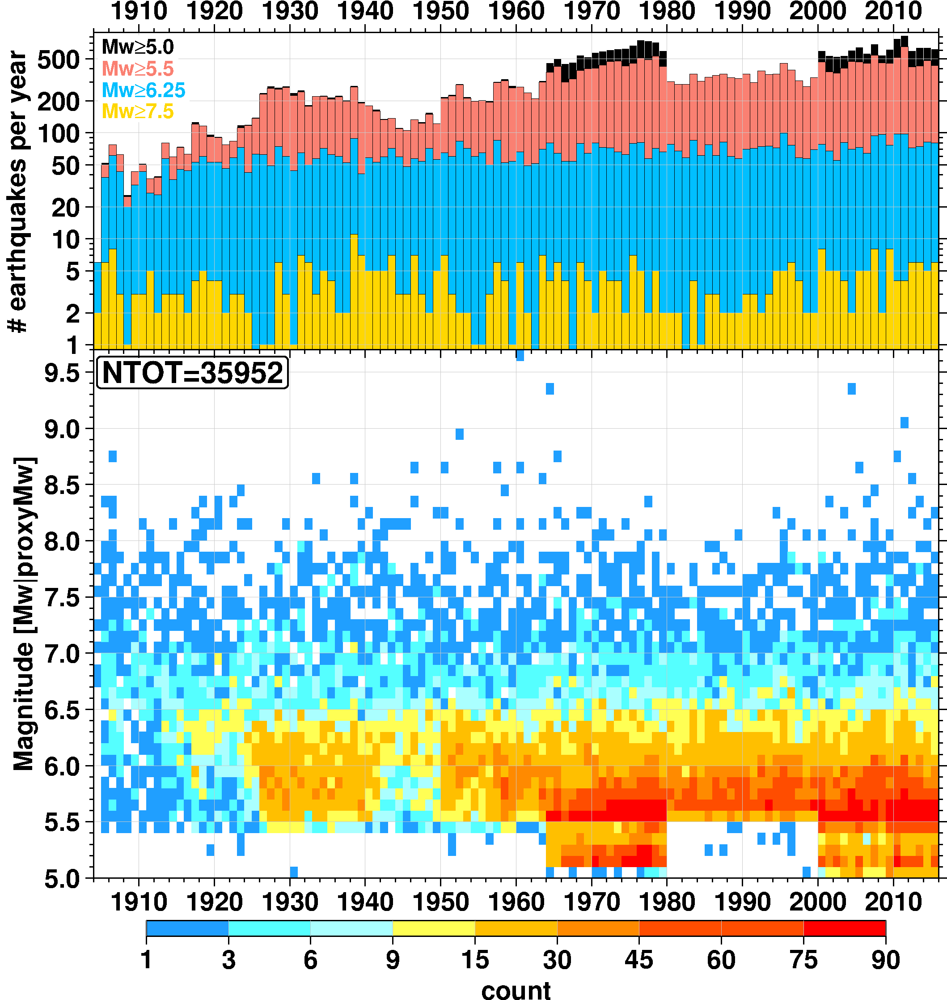 1910 1920 1930 1940 1950 1960 1970 1980 1990 2000 2010
# earthquakes per year
500
200
100
50
20
10
5
2
1
Mw≥5.0
Mw≥5.5
Mw≥6.25
Mw≥7.5
NTOT=35952
Magnitude [Mw|proxyMw]
9.5
9.0
8.5
8.0
7.5
7.0
6.5
6.0
5.5
5.0
1910 1920 1930 1940 1950 1960 1970 1980 1990 2000 2010
1 3 6 9 15 30 45 60 75 90
count